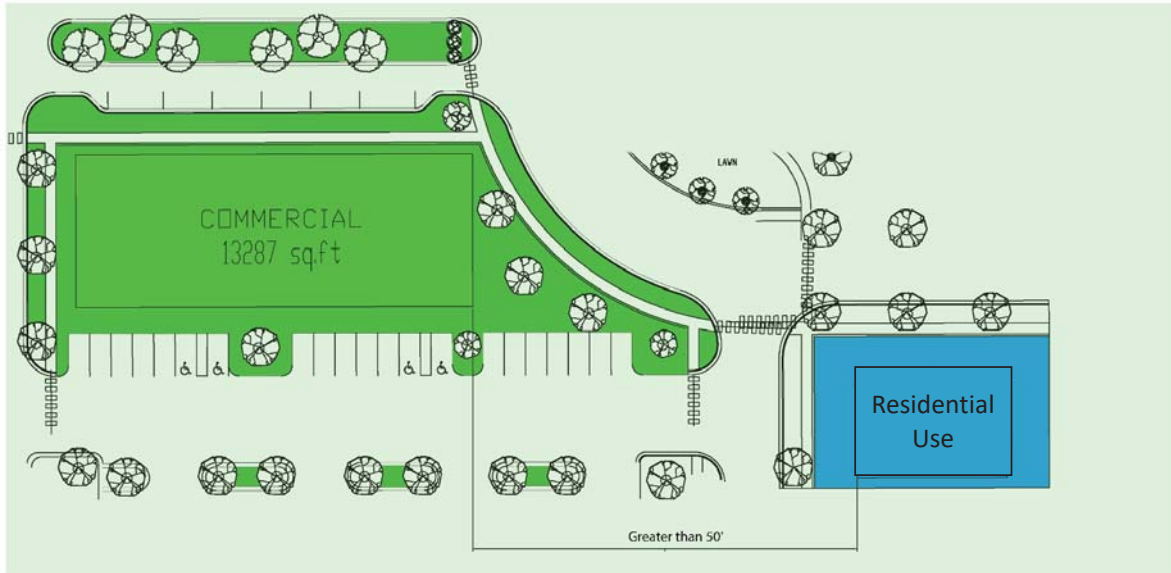 LAWN
COMMERCIAL
13287 sq.ft
Residential
Use
Greater than 50'